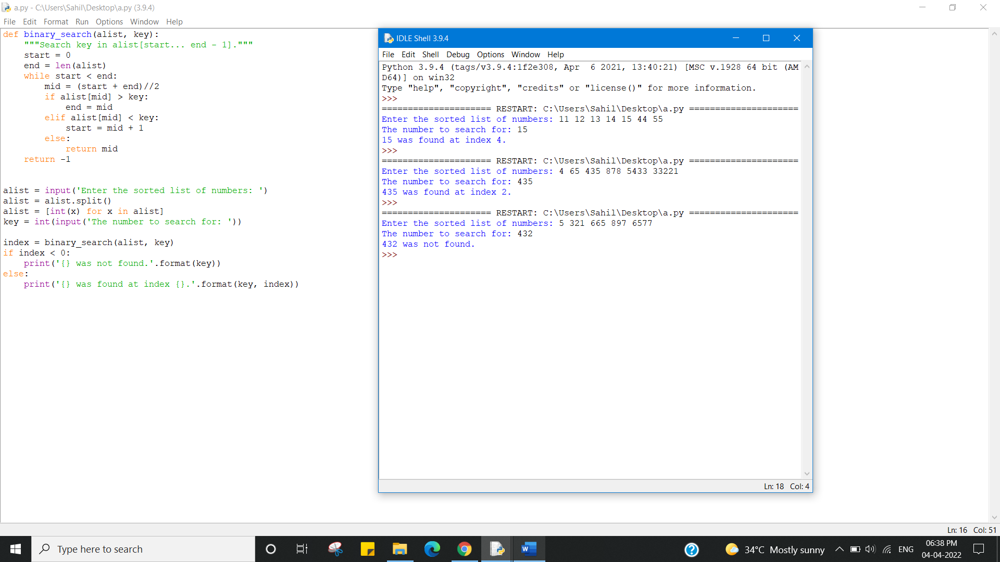 a.py - C:\Users\Sahil\Desktop\a.py (3.9.4)
File Edit Format Run Options Window Help
def binary_search(alist, key):
    """Search key in alist[start... end - 1]."""
    start = 0
    end = len(alist)
    while start < end:
        mid = (start + end)//2
        if alist[mid] > key:
            end = mid
        elif alist[mid] < key:
            start = mid + 1
        else:
            return mid
    return -1
alist = input('Enter the sorted list of numbers: ')
alist = alist.split()
alist = [int(x) for x in alist]
key = int(input('The number to search for: '))
index = binary_search(alist, key)
if index < 0:
    print('{} was not found.'.format(key))
else:
    print('{} was found at index {}.'.format(key, index))
IDLE Shell 3.9.4
File Edit Shell Debug Options Window Help
Python 3.9.4 (tags/v3.9.4:1f2e308, Apr  6 2021, 13:40:21) [MSC v.1928 64 bit (AM
D64)] on win32
Type "help", "copyright", "credits" or "license()" for more information.
>>>
===================== RESTART: C:\Users\Sahil\Desktop\a.py =====================
Enter the sorted list of numbers: 11 12 13 14 15 44 55
The number to search for: 15
15 was found at index 4.
>>>
===================== RESTART: C:\Users\Sahil\Desktop\a.py =====================
Enter the sorted list of numbers: 4 65 435 878 5433 33221
The number to search for: 435
435 was found at index 2.
>>>
===================== RESTART: C:\Users\Sahil\Desktop\a.py =====================
Enter the sorted list of numbers: 5 321 665 897 6577
The number to search for: 432
432 was not found.
>>>
Ln: 18 Col: 4
Ln: 16 Col: 51
Type here to search
34°C Mostly sunny
ENG
06:38 PM
04-04-2022